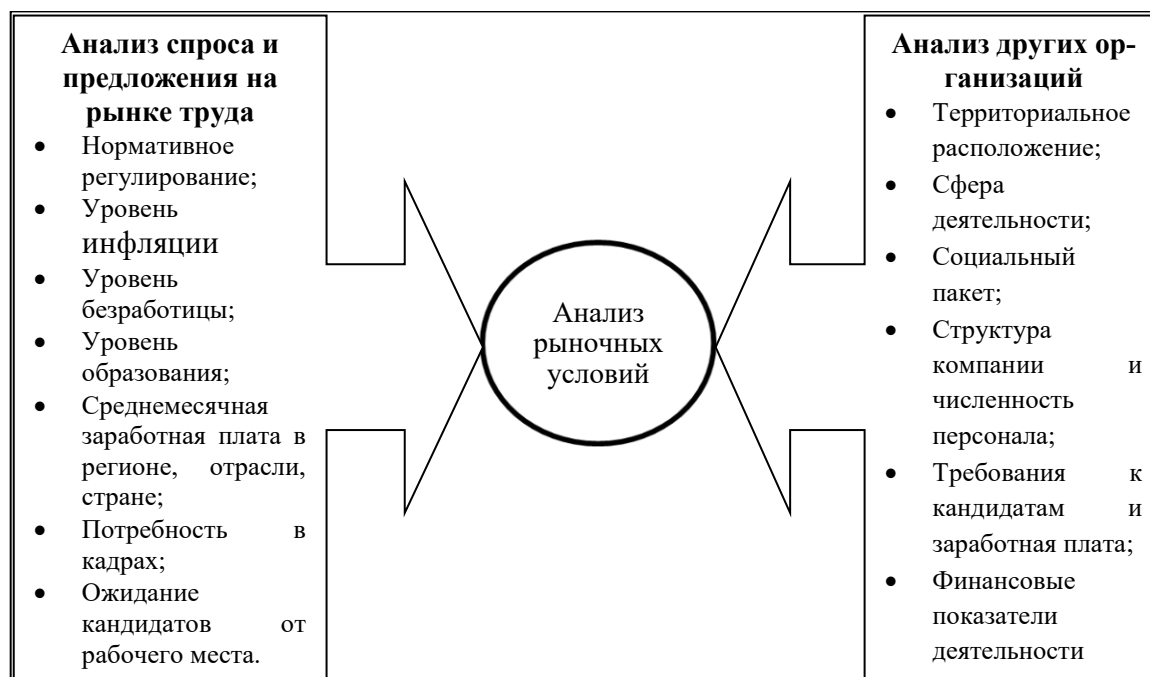 Анализ спроса и
предложения на
рынке труда
• Нормативное
регулирование;
• Уровень
инфляции
• Уровень
безработицы;
• Уровень
образования;
• Среднемесячная
заработная плата в
регионе, отрасли,
стране;
• Потребность в
кадрах;
• Ожидание
кандидатов от
рабочего места.
Анализ
рыночных
условий
Анализ других ор-
ганизаций
• Территориальное
расположение;
• Сфера
деятельности;
• Социальный
пакет;
• Структура
компании и
численность
персонала;
• Требования к
кандидатам и
заработная плата;
• Финансовые
показатели
деятельности